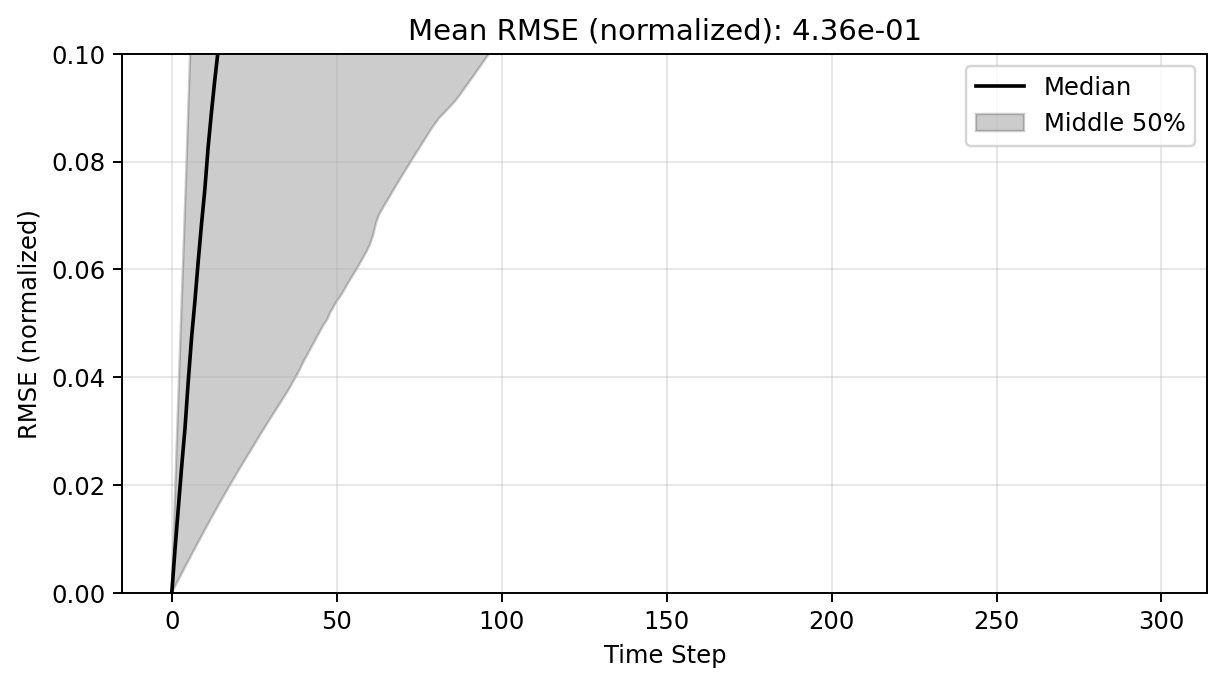 Mean RMSE (normalized): 4.36e-01
RMSE (normalized)
0.10
0.08
0.06
0.04
0.02
0.00
Median
Middle 50%
0 50 100 150 200 250 300
Time Step